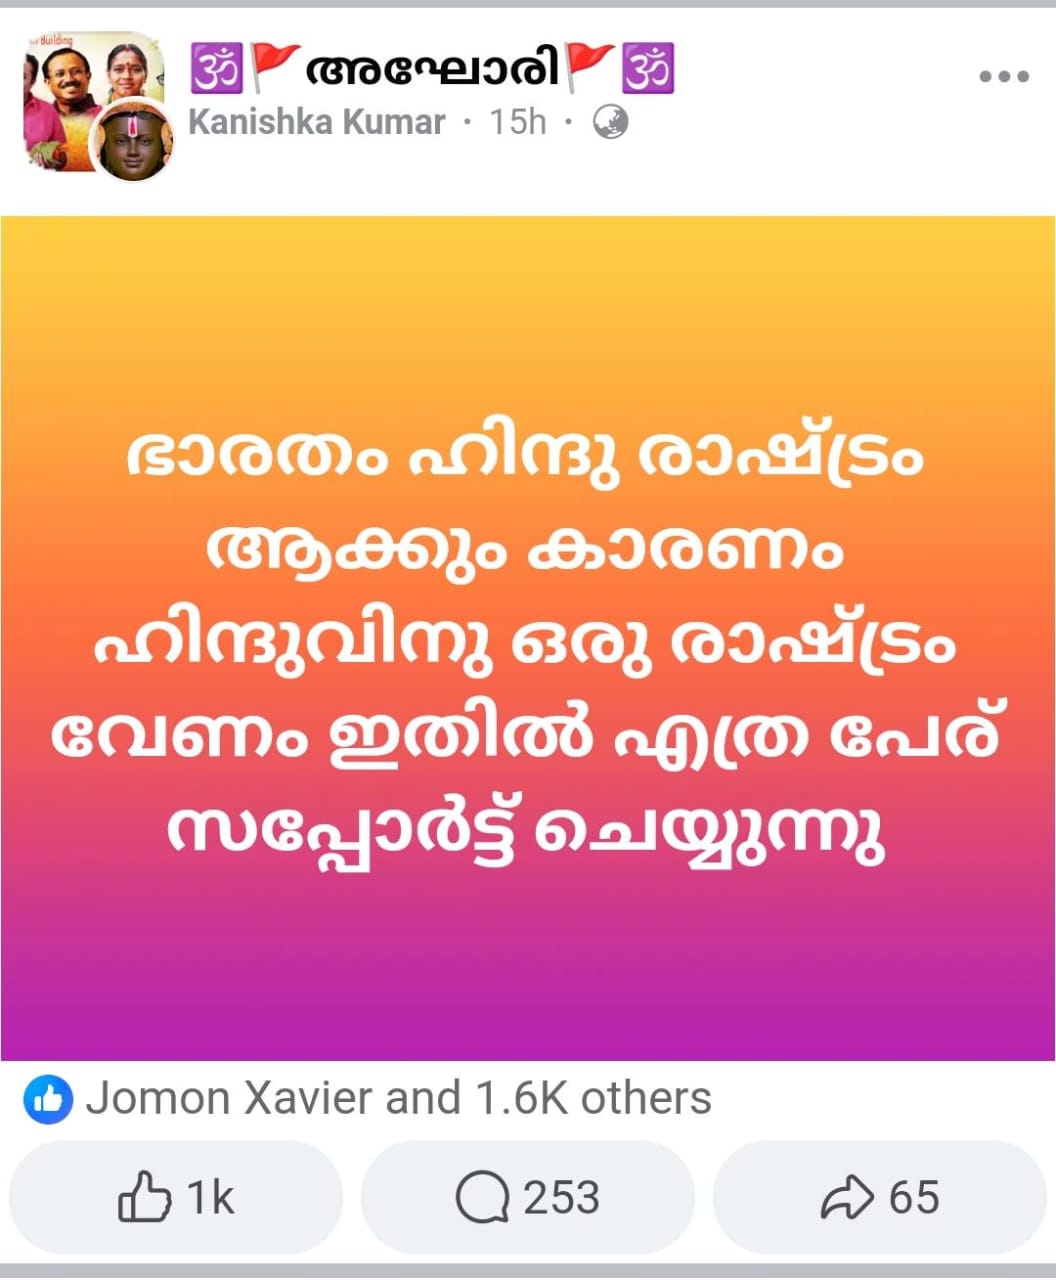 Building
🕉🚩അഘോരി🚩🕉
Kanishka Kumar · 15h ·
ഭാരതം ഹിന്ദു രാഷ്ട്രം
ആക്കും കാരണം
ഹിന്ദുവിനു ഒരു രാഷ്ട്രം
വേണം ഇതിൽ എത്ര പേര്
സപ്പോർട്ട് ചെയ്യുന്നു
Jomon Xavier and 1.6K others
1k 253 65